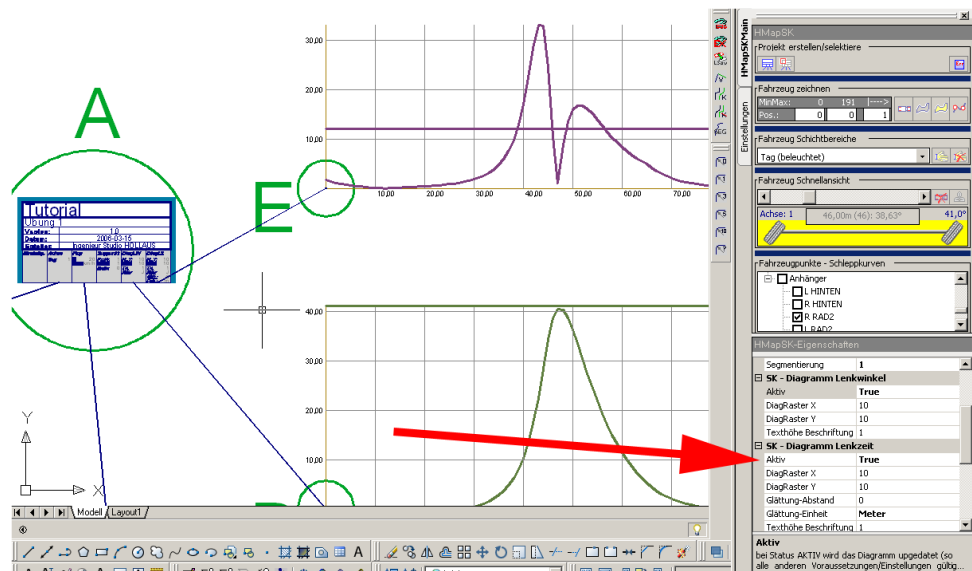 A
Tutorial
Übung 1
1.0
Datum:
2006-03-15
Ersteller
Ingenieur Studio HOLLAUS
E
30,00
20,00
10,00
10,00 20,00 30,00 40,00 50,00 60,00 70,00
40,00
30,00
20,00
10,00
Y
X
Modell Layout1
HMapSKMain
Einstellungen
HMapSK
Projekt erstellen/selektiere
Fahrzeug zeichnen
MinMax: 0 191 |---->
Pos.: 0 0 1
Fahrzeug Schichtbereiche
Tag (beleuchtet)
Fahrzeug Schnellansicht
Achse: 1 46,00m (46): 38,63° 41,0°
Fahrzeugpunkte - Schleppkurven
Anhänger
L HINTEN
R HINTEN
R RAD2
L RAD2
HMapSK-Eigenschaften
Segmentierung 1
SK - Diagramm Lenkwinkel
Aktiv True
DiagRaster X 10
DiagRaster Y 10
Texthöhe Beschriftung 1
SK - Diagramm Lenkzeit
Aktiv True
DiagRaster X 10
DiagRaster Y 10
Glättung-Abstand 0
Glättung-Einheit Meter
Texthöhe Beschriftung 1
Aktiv
bei Status AKTIV wird das Diagramm upgedatet (so
alle anderen Voraussetzungen/Einstellungen gültig...